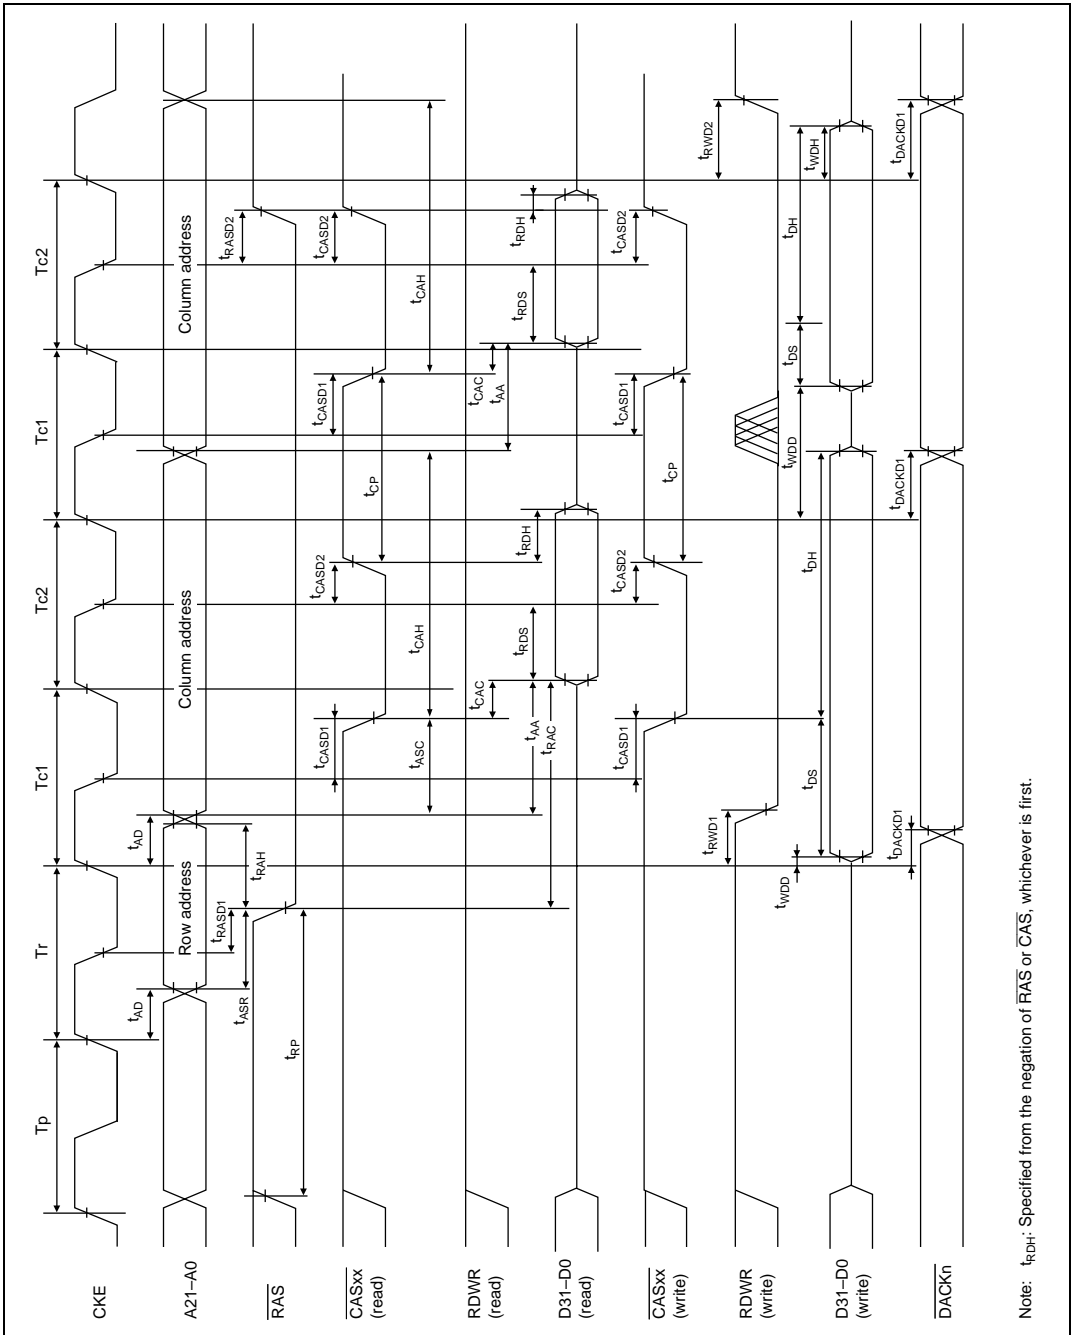 Tp Tr Tc1 Tc2 Tc1 Tc2
CKE
tAD tAD
A21–A0 Row address Column address Column address
tRASD1 tRASD2
tASR tRAH
RAS
tRP
tCASD1 tCASD2 tCASD1 tCASD2
CASxx
(read)
tCP
tASC tCAH tCAH
RDWR
(read)
tCAC tCAC
tAA tAA
tRAC
tRDS tRDH tRDS tRDH
D31–D0
(read)
tCASD1 tCASD2 tCASD1 tCASD2
CASxx
(write)
tCP
tRWD1 tRWD2
RDWR
(write)
tWDD tWDD
tDS tDH tDS tDH
tWDH
D31–D0
(write)
tDACKD1 tDACKD1 tDACKD1
DACKn
Note: tRDH: Specified from the negation of RAS or CAS, whichever is first.